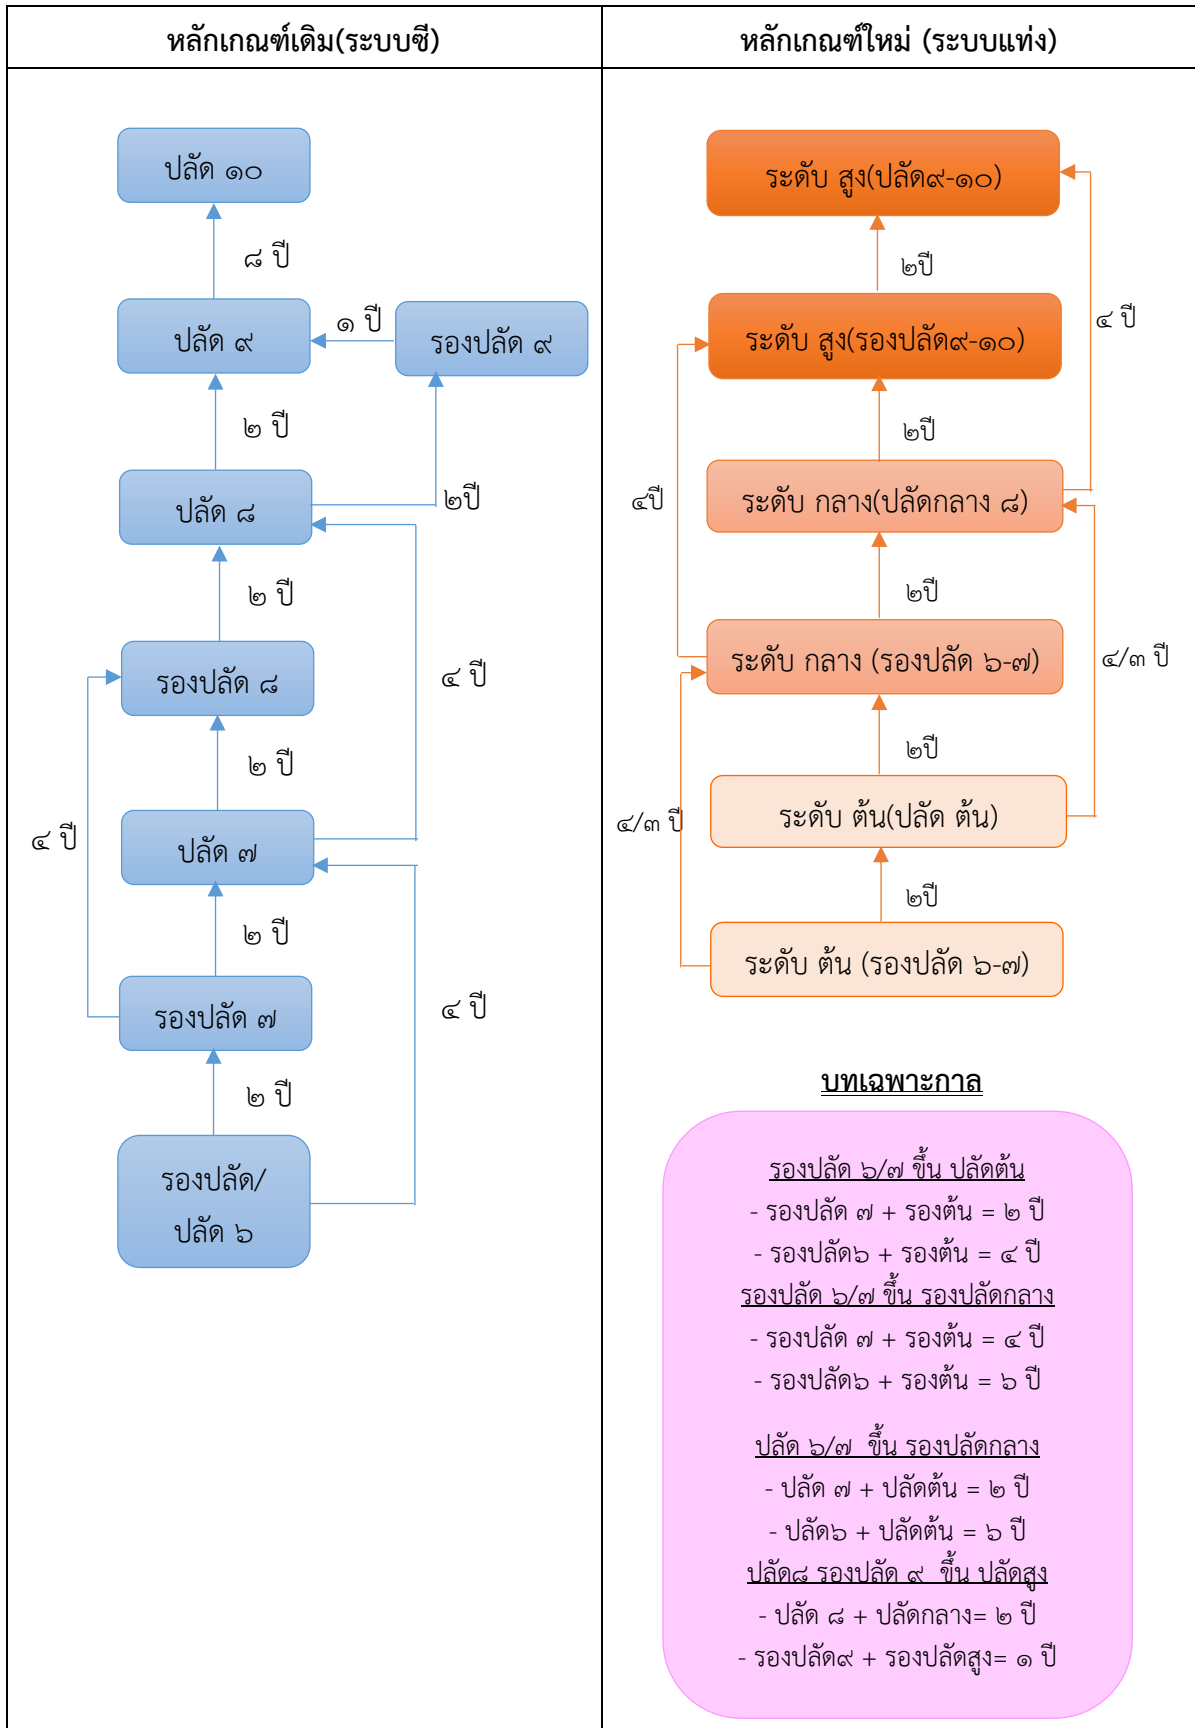 หลักเกณฑ์เดิม(ระบบซี)
ปลัด ๑๐
๘ ปี
ปลัด ๙
๑ ปี
รองปลัด ๙
๒ ปี
ปลัด ๘
๒ปี
๒ ปี
รองปลัด ๘
๔ ปี
๒ ปี
๔ ปี
ปลัด ๗
๒ ปี
รองปลัด ๗
๔ ปี
๒ ปี
รองปลัด/
ปลัด ๖
หลักเกณฑ์ใหม่ (ระบบแท่ง)
ระดับ สูง(ปลัด๙-๑๐)
๒ปี
๔ ปี
ระดับ สูง(รองปลัด๙-๑๐)
๒ปี
๔ปี
ระดับ กลาง(ปลัดกลาง ๘)
๒ปี
ระดับ กลาง (รองปลัด ๖-๗)
๔/๓ ปี
๒ปี
๔/๓ ปี
ระดับ ต้น(ปลัด ต้น)
๒ปี
ระดับ ต้น (รองปลัด ๖-๗)
บทเฉพาะกาล
รองปลัด ๖/๗ ขึ้น ปลัดต้น
- รองปลัด ๗ + รองต้น = ๒ ปี
- รองปลัด๖ + รองต้น = ๔ ปี
รองปลัด ๖/๗ ขึ้น รองปลัดกลาง
- รองปลัด ๗ + รองต้น = ๔ ปี
- รองปลัด๖ + รองต้น = ๖ ปี
ปลัด ๖/๗ ขึ้น รองปลัดกลาง
- ปลัด ๗ + ปลัดต้น = ๒ ปี
- ปลัด๖ + ปลัดต้น = ๖ ปี
ปลัด๘ รองปลัด ๙ ขึ้น ปลัดสูง
- ปลัด ๘ + ปลัดกลาง= ๒ ปี
- รองปลัด๙ + รองปลัดสูง= ๑ ปี